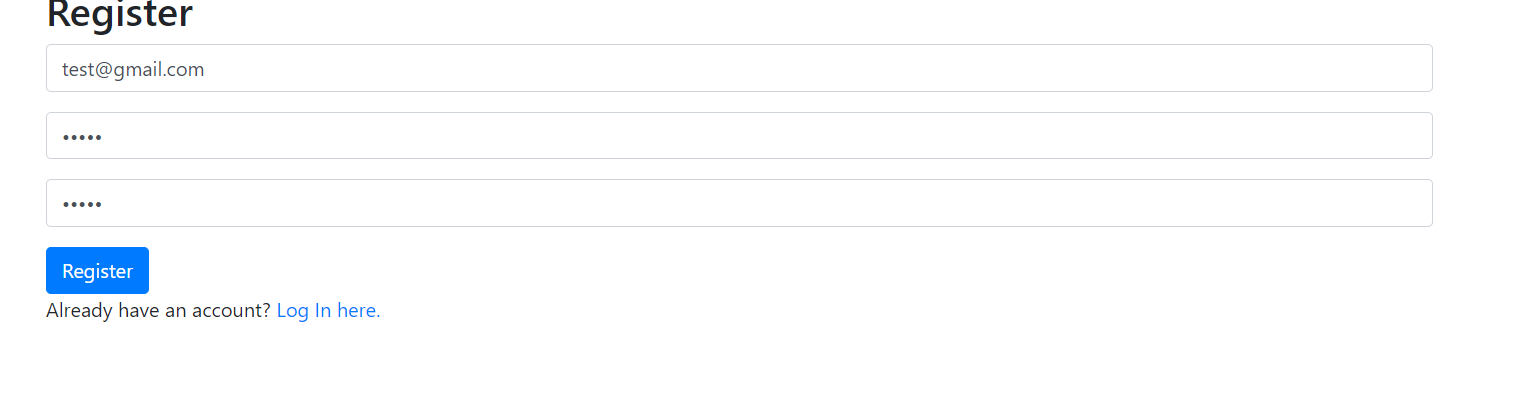 Register
test@gmail.com
•••••
•••••
Register
Already have an account? Log In here.